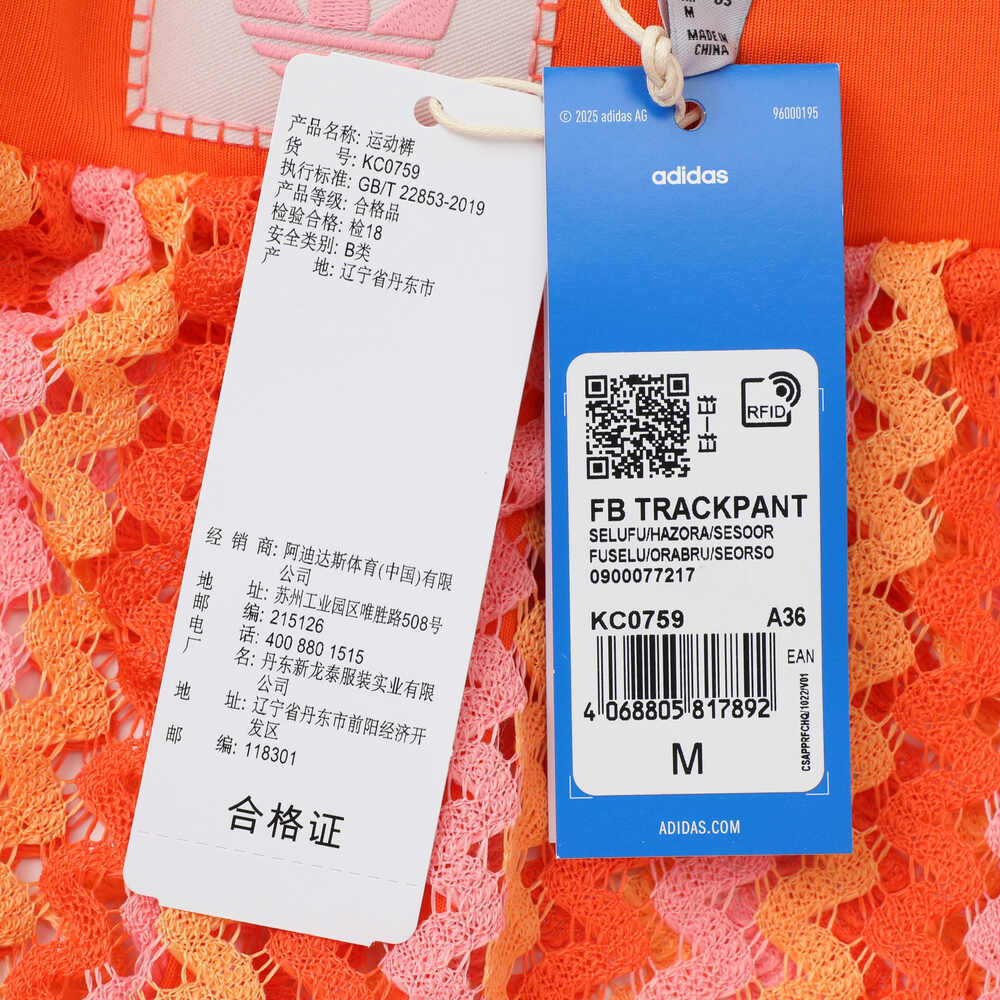 M
US
MADE IN
CHINA
产品名称: 运动裤
货 号: KC0759
执行标准: GB/T 22853-2019
产品等级: 合格品
检验合格: 检18
安全类别: B类
产 地: 辽宁省丹东市
经 销 商: 阿迪达斯体育(中国)有限
公司
地 址: 苏州工业园区唯胜路508号
邮 编: 215126
电 话: 400 880 1515
厂 名: 丹东新龙泰服装实业有限
公司
地 址: 辽宁省丹东市前阳经济开
发区
邮 编: 118301
合格证
© 2025 adidas AG
96000195
adidas
RFID
FB TRACKPANT
SELUFU/HAZORA/SESOOR
FUSELU/ORABRU/SEORSO
0900077217
KC0759 A36
EAN
4 068805 817892
M
CSAPPRFCHQ/1022/V01
ADIDAS.COM